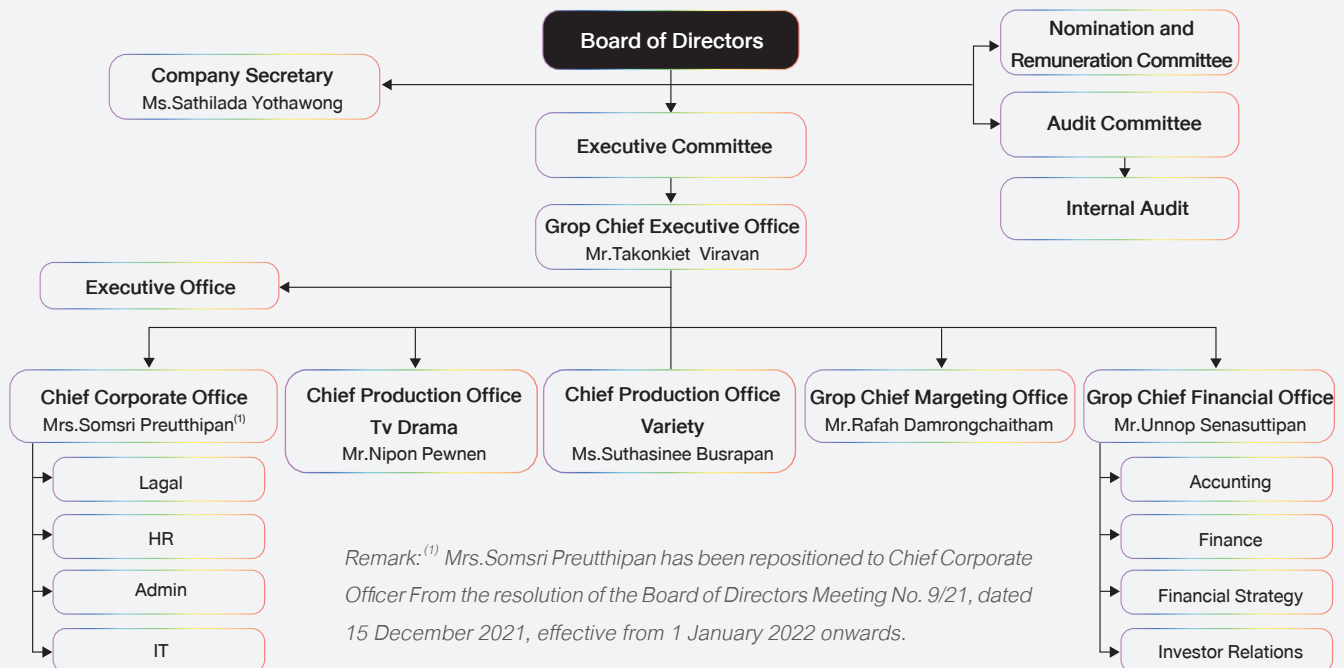 Board of Directors
Nomination and
Remuneration Committee
Company Secretary
Ms.Sathilada Yothawong
Audit Committee
Executive Committee
Internal Audit
Grop Chief Executive Office
Mr.Takonkiet Viravan
Executive Office
Chief Corporate Office
Mrs.Somsri Preutthipan(1)
Chief Production Office
Tv Drama
Mr.Nipon Pewnen
Chief Production Office
Variety
Ms.Suthasinee Busrapan
Grop Chief Margeting Office
Mr.Rafah Damrongchaitham
Grop Chief Financial Office
Mr.Unnop Senasuttipan
Lagal
HR
Admin
IT
Accunting
Finance
Financial Strategy
Investor Relations
Remark:(1) Mrs.Somsri Preutthipan has been repositioned to Chief Corporate
Officer From the resolution of the Board of Directors Meeting No. 9/21, dated
15 December 2021, effective from 1 January 2022 onwards.